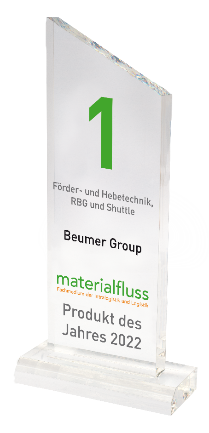 1
Förder- und Hebetechnik,
RBG und Shuttle
Beumer Group
materialfluss
Produkt des
Jahres 2022